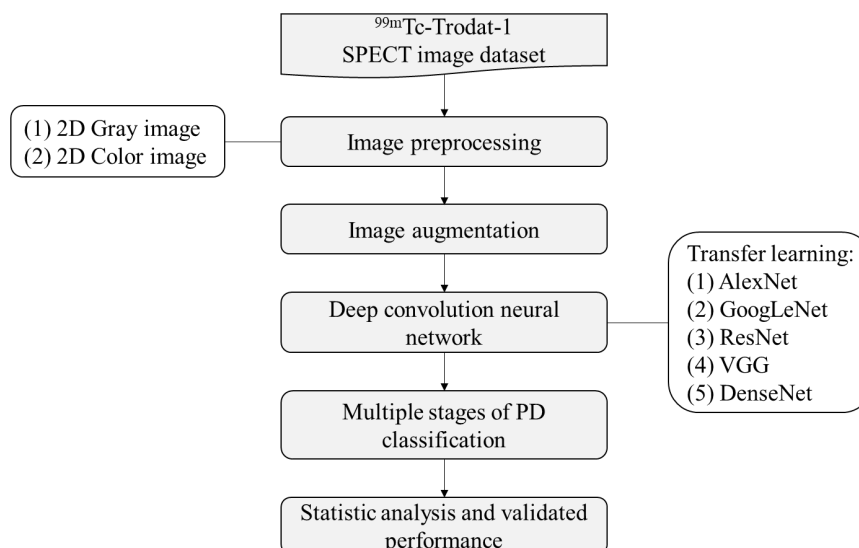 ⁹⁹ᵐTc-Trodat-1
SPECT image dataset
(1) 2D Gray image
(2) 2D Color image
Image preprocessing
Image augmentation
Transfer learning:
(1) AlexNet
(2) GoogLeNet
(3) ResNet
(4) VGG
(5) DenseNet
Deep convolution neural
network
Multiple stages of PD
classification
Statistic analysis and validated
performance